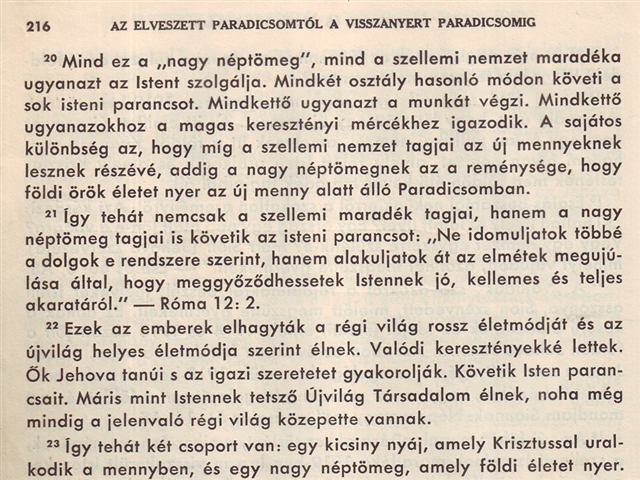 216 AZ ELVESZETT PARADICSOMTÓL A VISSZANYERT PARADICSOMIG
²⁰ Mind ez a „nagy néptömeg", mind a szellemi nemzet maradéka
ugyanazt az Istent szolgálja. Mindkét osztály hasonló módon követi a
sok isteni parancsot. Mindkettő ugyanazt a munkát végzi. Mindkettő
ugyanazokhoz a magas keresztényi mércékhez igazodik. A sajátos
különbség az, hogy míg a szellemi nemzet tagjai az új mennyeknek
lesznek részévé, addig a nagy néptömegnek az a reménysége, hogy
földi örök életet nyer az új menny alatt álló Paradicsomban.
²¹ Így tehát nemcsak a szellemi maradék tagjai, hanem a nagy
néptömeg tagjai is követik az isteni parancsot: „Ne idomuljatok többé
a dolgok e rendszere szerint, hanem alakuljatok át az elmétek megujú-
lása által, hogy meggyőződhessetek Istennek jó, kellemes és teljes
akaratáról." — Róma 12: 2.
²² Ezek az emberek elhagyták a régi világ rossz életmódját és az
újvilág helyes életmódja szerint élnek. Valódi keresztényekké lettek.
Ők Jehova tanúi s az igazi szeretetet gyakorolják. Követik Isten paran-
csait. Máris mint Istennek tetsző Újvilág Társadalom élnek, noha még
mindig a jelenvaló régi világ közepette vannak.
²³ Így tehát két csoport van: egy kicsiny nyáj, amely Krisztussal ural-
kodik a mennyben, és egy nagy néptömeg, amely földi életet nyer.